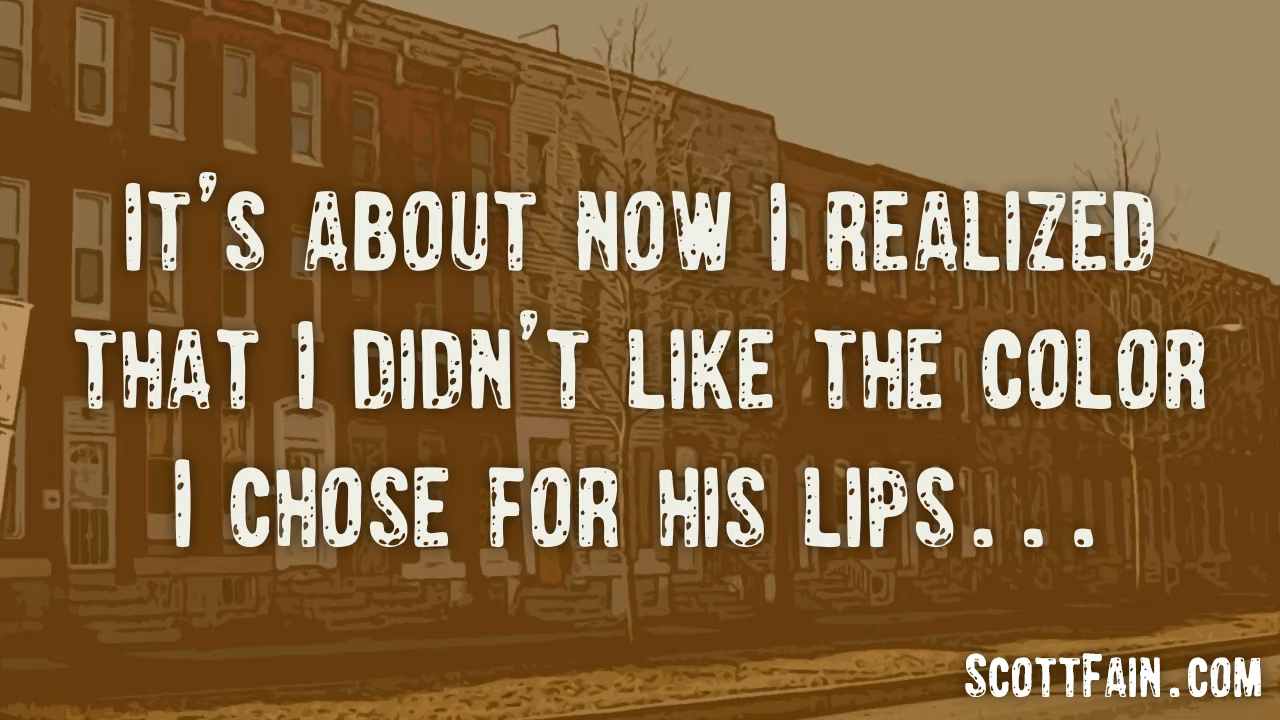 It's about now I realized
that I didn't like the color
I chose for his lips...
ScottFain.com